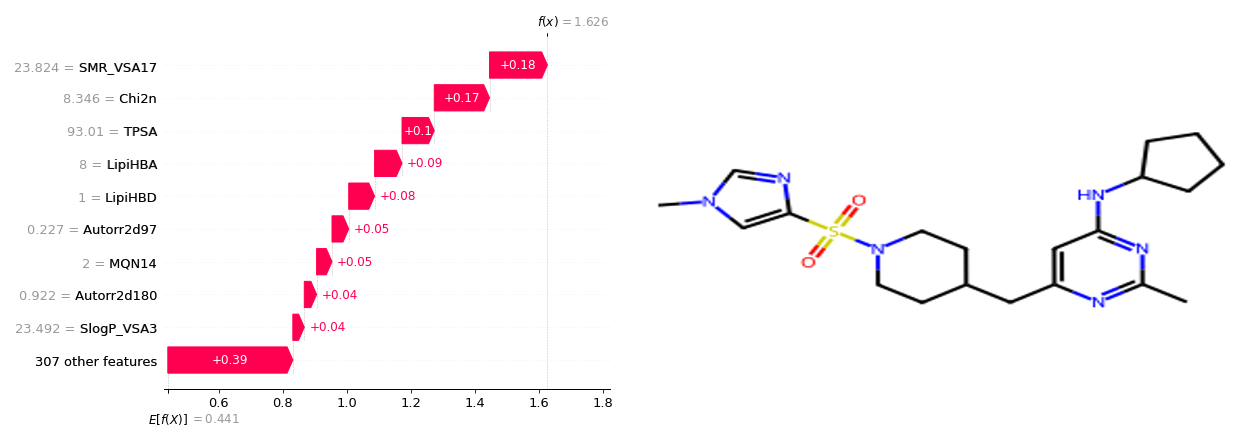 f(x) = 1.626
23.824 = SMR_VSA17
+0.18
8.346 = Chi2n
+0.17
93.01 = TPSA
+0.1
8 = LipiHBA
+0.09
1 = LipiHBD
+0.08
0.227 = Autorr2d97
+0.05
2 = MQN14
+0.05
0.922 = Autorr2d180
+0.04
23.492 = SlogP_VSA3
+0.04
307 other features
+0.39
0.6 0.8 1.0 1.2 1.4 1.6 1.8
E[f(X)] = 0.441
N
N
O
S
O
N
HN
N
N